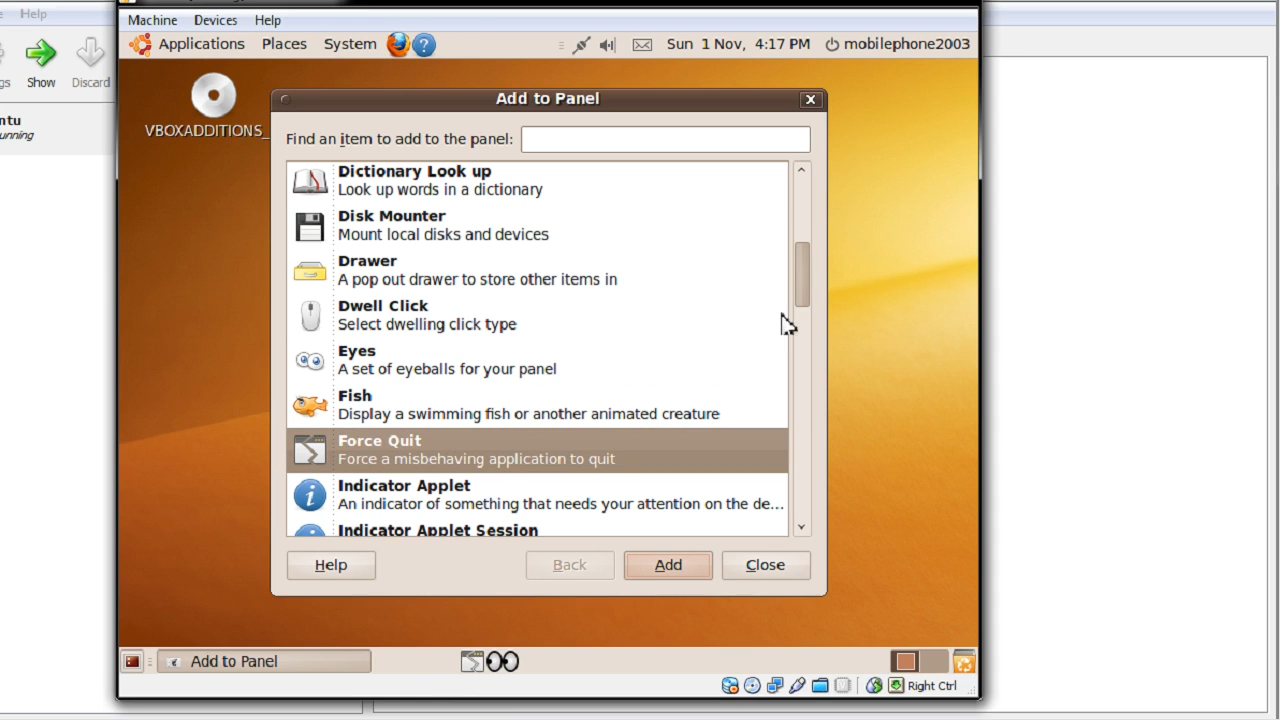 Help
Machine Devices Help
Applications Places System Sun 1 Nov, 4:17 PM mobilephone2003
gs Show Discard
ntu
unning
VBOXADDITIONS_
Add to Panel
Find an item to add to the panel:
Dictionary Look up
Look up words in a dictionary
Disk Mounter
Mount local disks and devices
Drawer
A pop out drawer to store other items in
Dwell Click
Select dwelling click type
Eyes
A set of eyeballs for your panel
Fish
Display a swimming fish or another animated creature
Force Quit
Force a misbehaving application to quit
Indicator Applet
An indicator of something that needs your attention on the de...
Indicator Applet Session
Help Back Add Close
Add to Panel
Right Ctrl